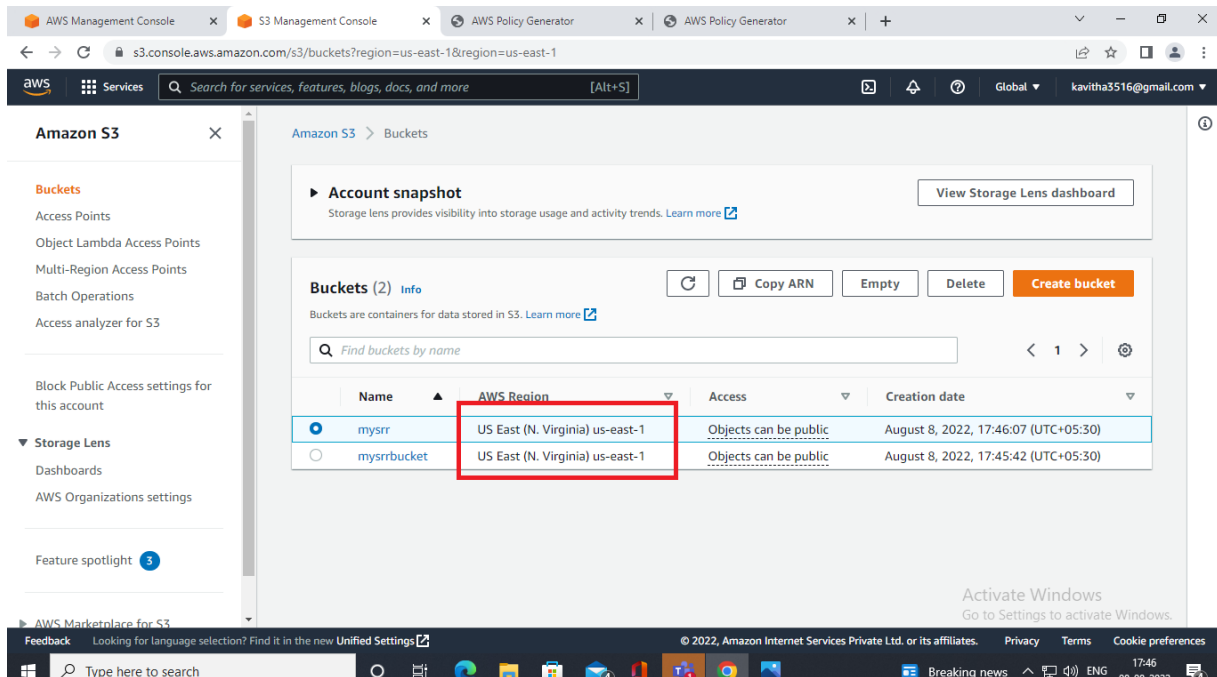 AWS Management Console
S3 Management Console
AWS Policy Generator
AWS Policy Generator
s3.console.aws.amazon.com/s3/buckets?region=us-east-1&region=us-east-1
aws
Services
Search for services, features, blogs, docs, and more
[Alt+S]
Global
kavitha3516@gmail.com
Amazon S3
Buckets
Access Points
Object Lambda Access Points
Multi-Region Access Points
Batch Operations
Access analyzer for S3
Block Public Access settings for
this account
Storage Lens
Dashboards
AWS Organizations settings
Feature spotlight 3
AWS Marketplace for S3
Amazon S3 > Buckets
Account snapshot
Storage lens provides visibility into storage usage and activity trends. Learn more
View Storage Lens dashboard
Buckets (2) Info
Buckets are containers for data stored in S3. Learn more
Copy ARN
Empty
Delete
Create bucket
Find buckets by name
1
Name AWS Region Access Creation date
mysrr US East (N. Virginia) us-east-1 Objects can be public August 8, 2022, 17:46:07 (UTC+05:30)
mysrrbucket US East (N. Virginia) us-east-1 Objects can be public August 8, 2022, 17:45:42 (UTC+05:30)
Activate Windows
Go to Settings to activate Windows.
Feedback Looking for language selection? Find it in the new Unified Settings
© 2022, Amazon Internet Services Private Ltd. or its affiliates. Privacy Terms Cookie preferences
Type here to search
Breaking news
ENG
17:46